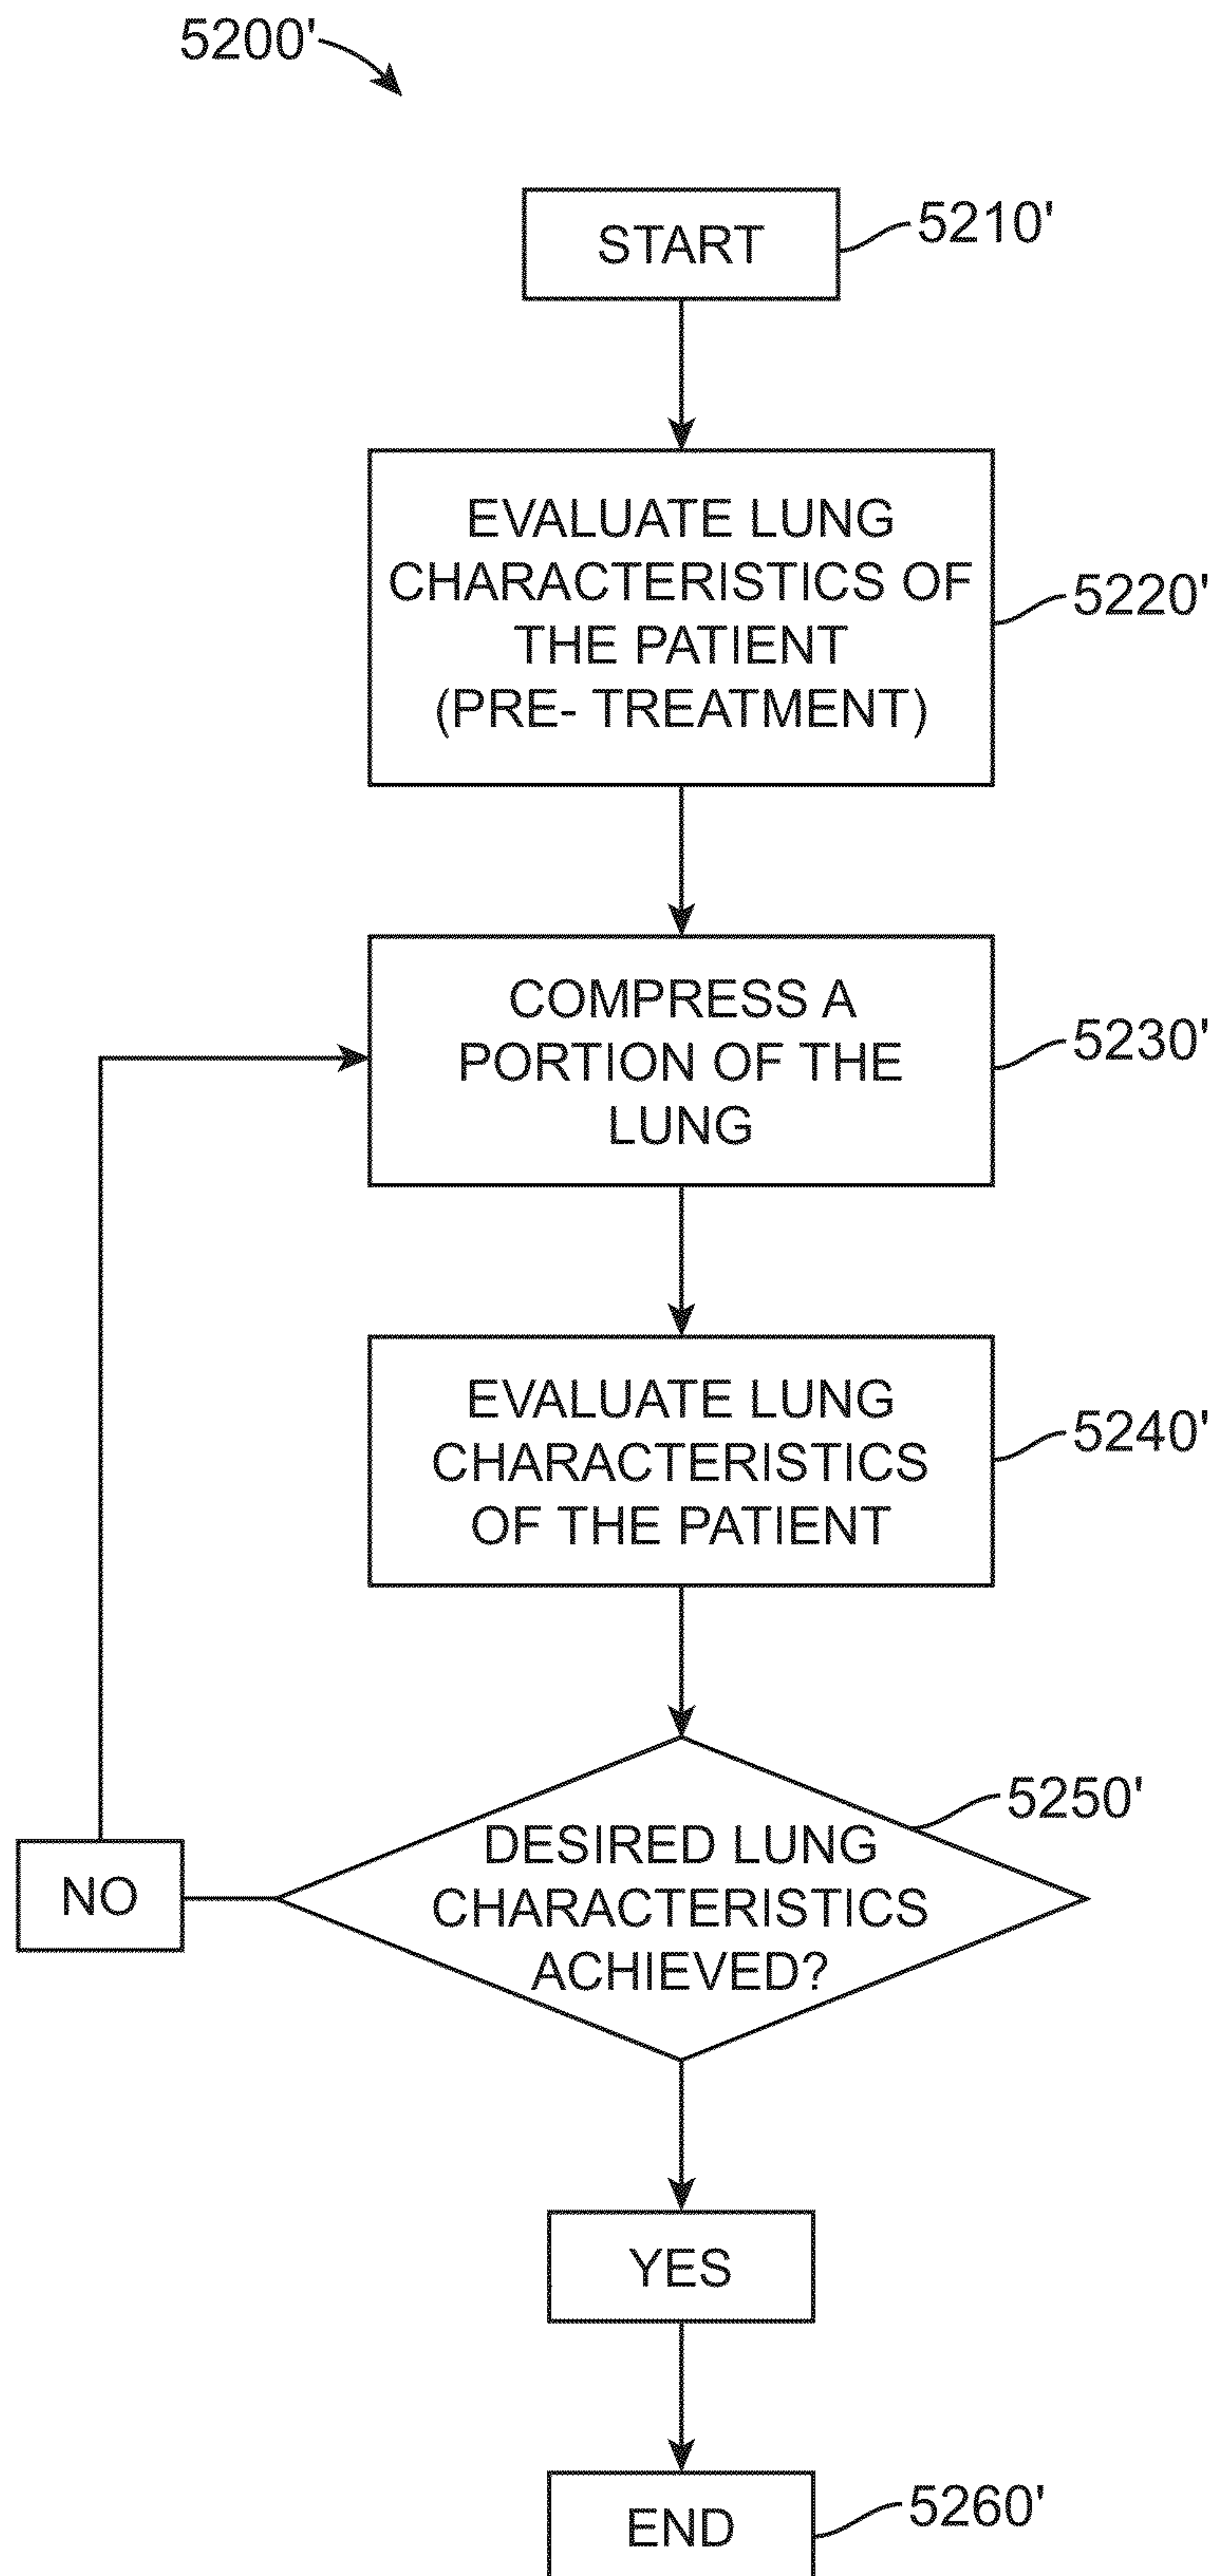 5200'
START
5210'
EVALUATE LUNG
CHARACTERISTICS OF
THE PATIENT
(PRE- TREATMENT)
5220'
COMPRESS A
PORTION OF THE
LUNG
5230'
EVALUATE LUNG
CHARACTERISTICS
OF THE PATIENT
5240'
DESIRED LUNG
CHARACTERISTICS
ACHIEVED?
5250'
NO
YES
END
5260'